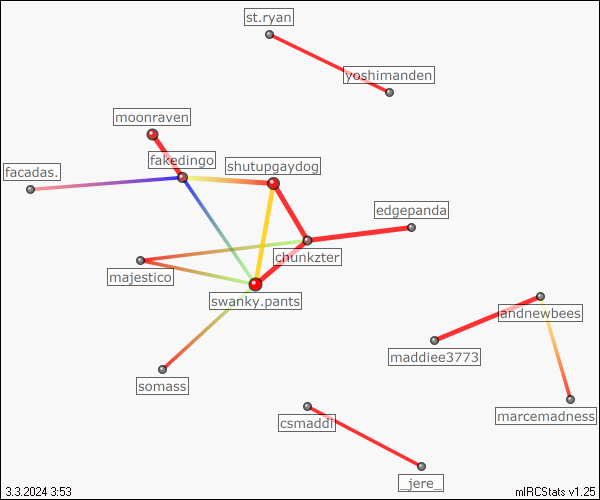 st.ryan
yoshimanden
moonraven
fakedingo
shutupgaydog
facadas.
edgepanda
chunkzter
majestico
swanky.pants
andnewbees
maddiee3773
somass
marcemadness
csmaddi
_jere_
3.3.2024 3:53
mIRCStats v1.25